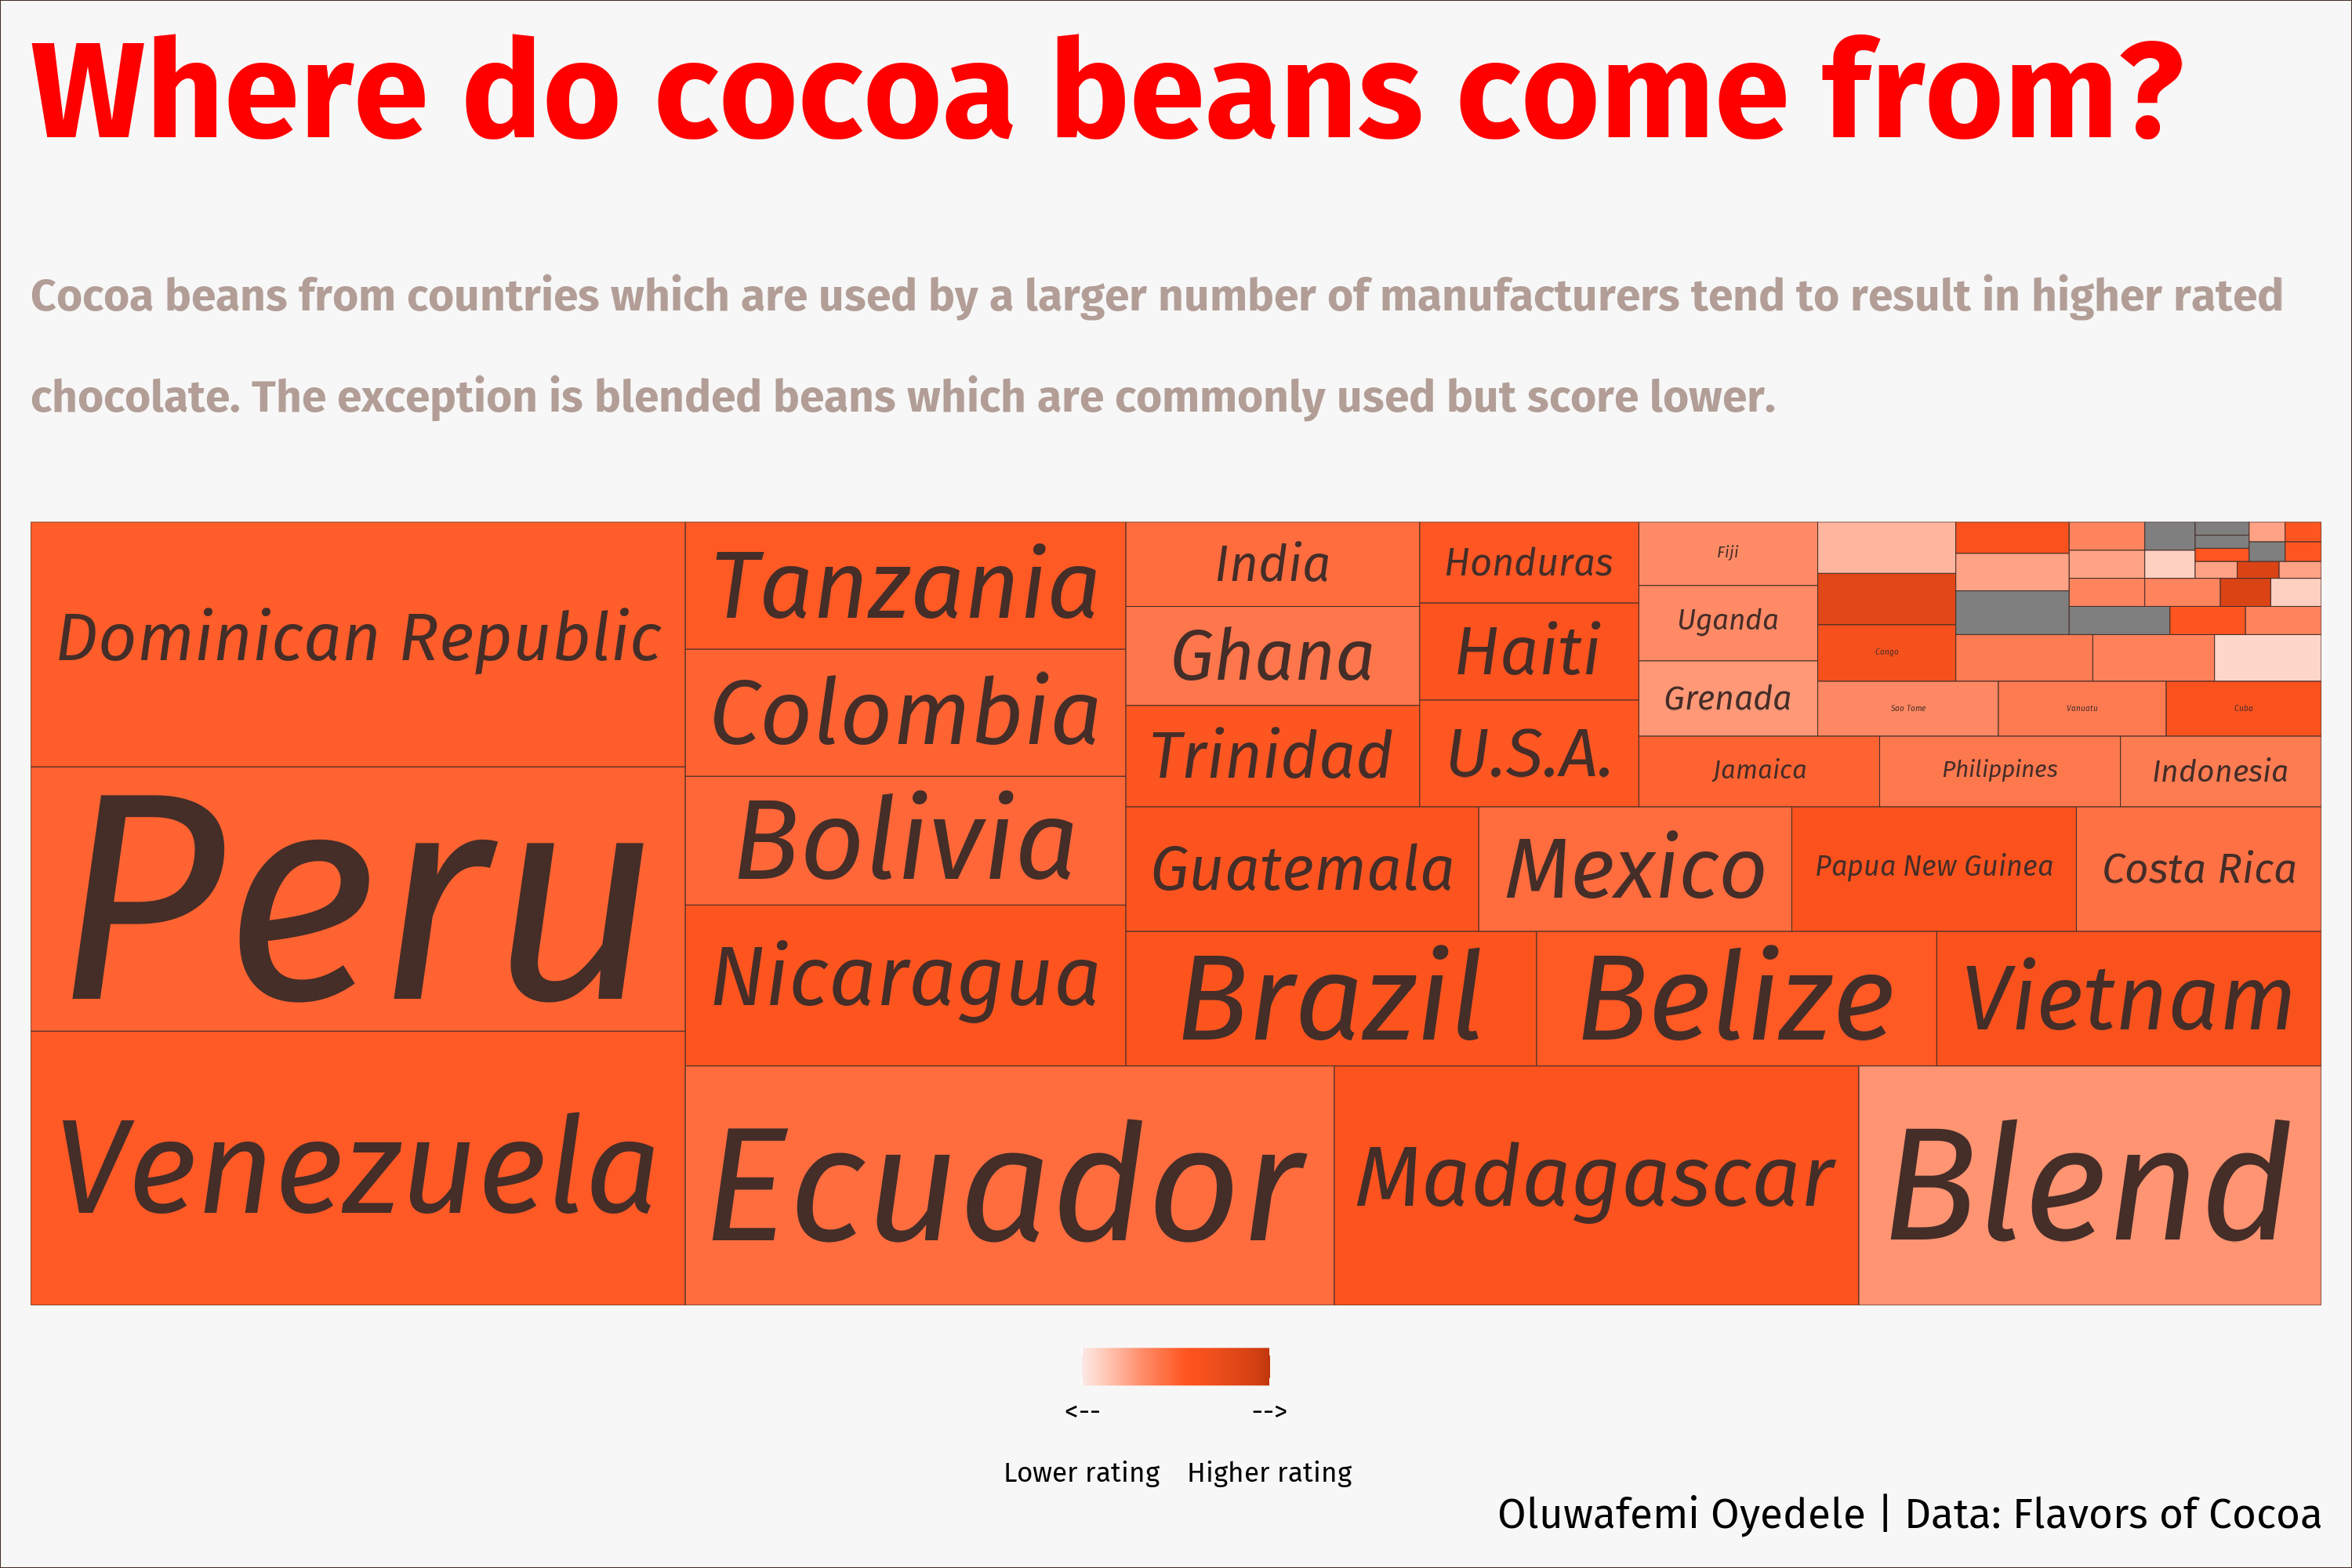 Where do cocoa beans come from?
Cocoa beans from countries which are used by a larger number of manufacturers tend to result in higher rated
chocolate. The exception is blended beans which are commonly used but score lower.
Dominican Republic
Peru
Venezuela
Tanzania
Colombia
Bolivia
Nicaragua
Ecuador
Madagascar
Blend
India
Ghana
Trinidad
Honduras
Haiti
U.S.A.
Fiji
Uganda
Grenada
Congo
Sao Tome
Vanuatu
Cuba
Jamaica
Philippines
Indonesia
Guatemala
Mexico
Papua New Guinea
Costa Rica
Brazil
Belize
Vietnam
<-- -->
Lower rating Higher rating
Oluwafemi Oyedele | Data: Flavors of Cocoa